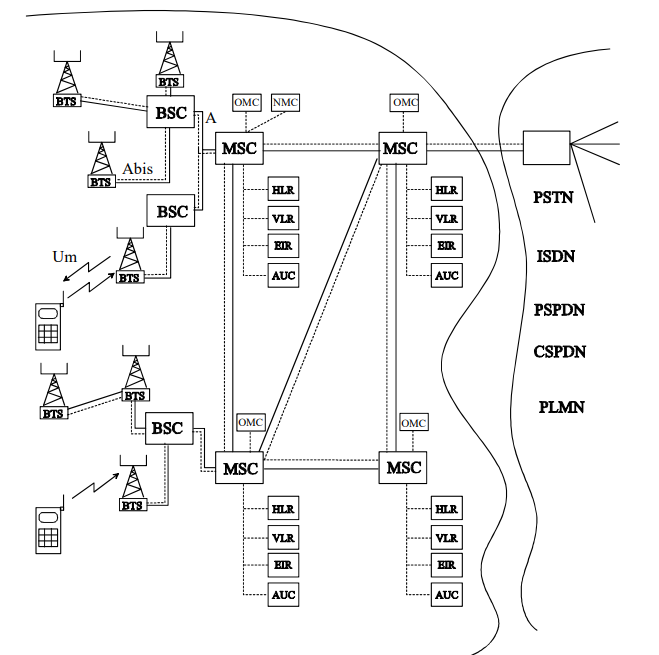 BTS
BTS
BSC
OMC
NMC
OMC
A
MSC
MSC
BTS
Abis
HLR
HLR
PSTN
BSC
VLR
VLR
EIR
EIR
Um
BTS
AUC
AUC
ISDN
PSPDN
CSPDN
BTS
BTS
PLMN
BSC
OMC
OMC
MSC
MSC
BTS
HLR
HLR
VLR
VLR
EIR
EIR
AUC
AUC